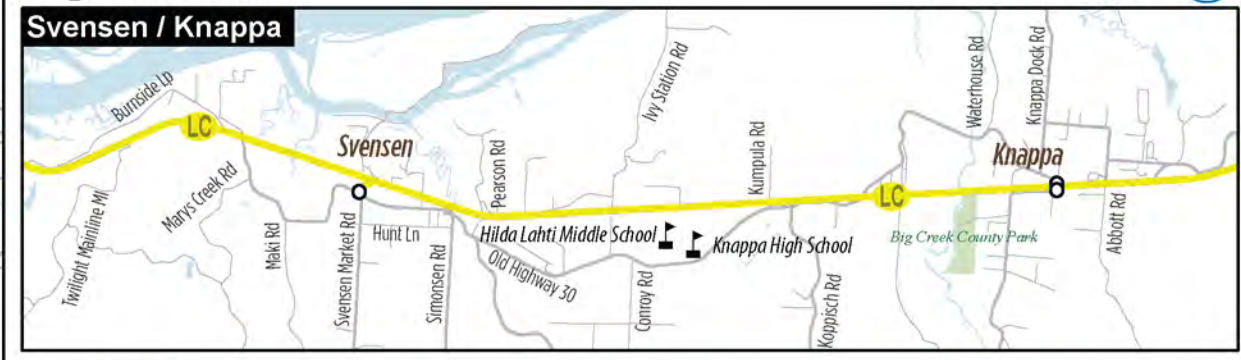 Svensen / Knappa
Burnside Lp
LC
Svensen
Ivy Station Rd
Waterhouse Rd
Knappa Dock Rd
Knappa
Pearson Rd
Kumpula Rd
LC
Marys Creek Rd
Twilight Mainline Ml
Maki Rd
Svensen Market Rd
Hunt Ln
Simonsen Rd
Hilda Lahti Middle School
Knappa High School
Old Highway 30
Conroy Rd
Koppisch Rd
Big Creek County Park
Abbott Rd